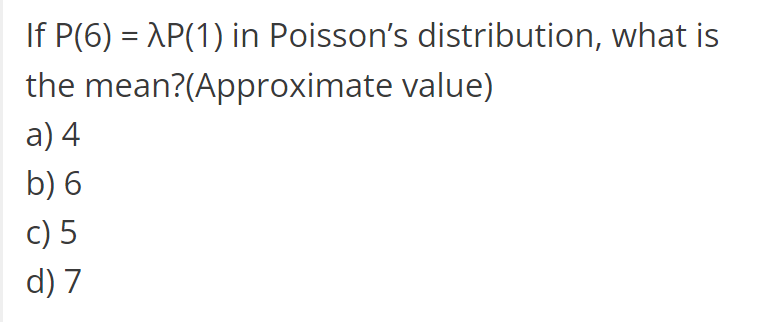 If P(6) = λP(1) in Poisson’s distribution, what is
the mean?(Approximate value)
a) 4
b) 6
c) 5
d) 7